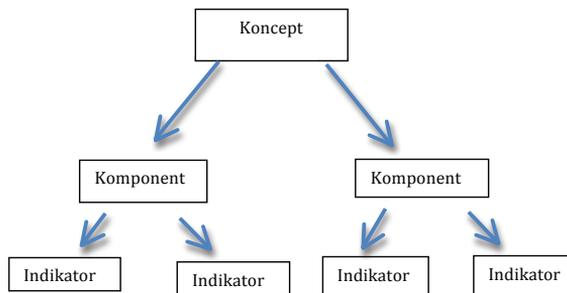 Koncept
Komponent
Komponent
Indikator
Indikator
Indikator
Indikator